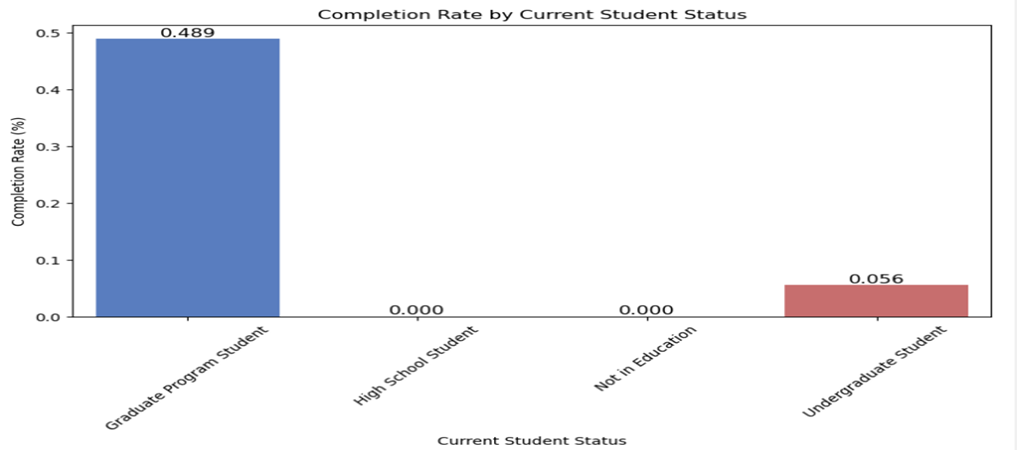 Completion Rate by Current Student Status
Completion Rate (%)
0.5
0.4
0.3
0.2
0.1
0.0
0.489
0.000
0.000
0.056
Graduate Program Student
High School Student
Not in Education
Undergraduate Student
Current Student Status